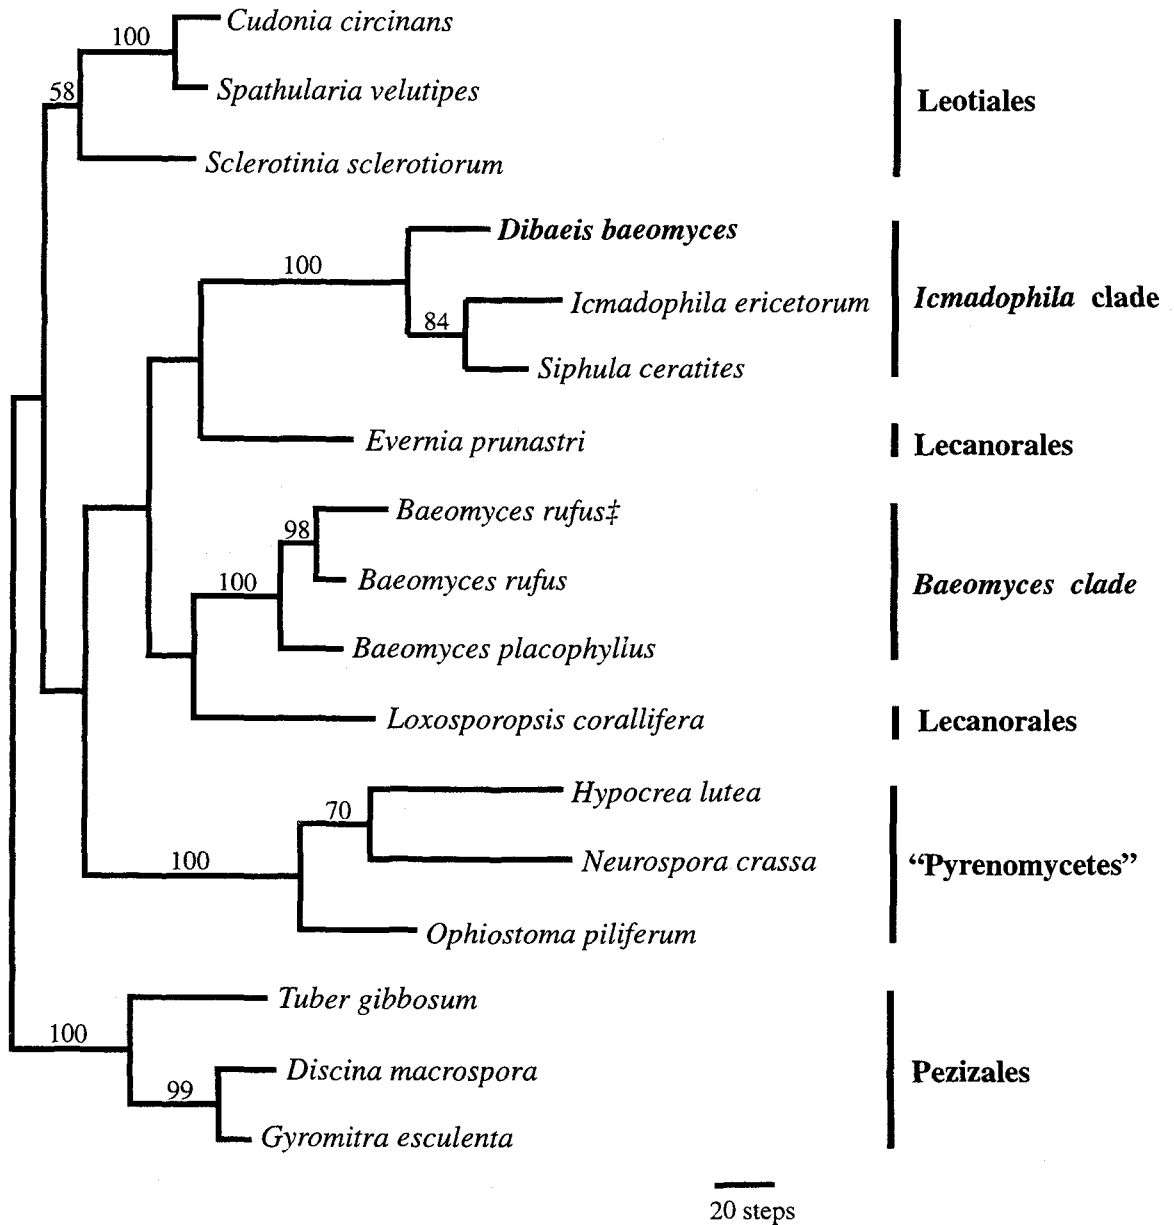 Cudonia circinans
100
Spathularia velutipes
58
Leotiales
Sclerotinia sclerotiorum
Dibaeis baeomyces
100
Icmadophila ericetorum
Icmadophila clade
84
Siphula ceratites
Evernia prunastri
Lecanorales
Baeomyces rufus‡
98
100
Baeomyces rufus
Baeomyces clade
Baeomyces placophyllus
Loxosporopsis corallifera
Lecanorales
Hypocrea lutea
70
100
Neurospora crassa
“Pyrenomycetes”
Ophiostoma piliferum
Tuber gibbosum
100
Discina macrospora
Pezizales
99
Gyromitra esculenta
20 steps